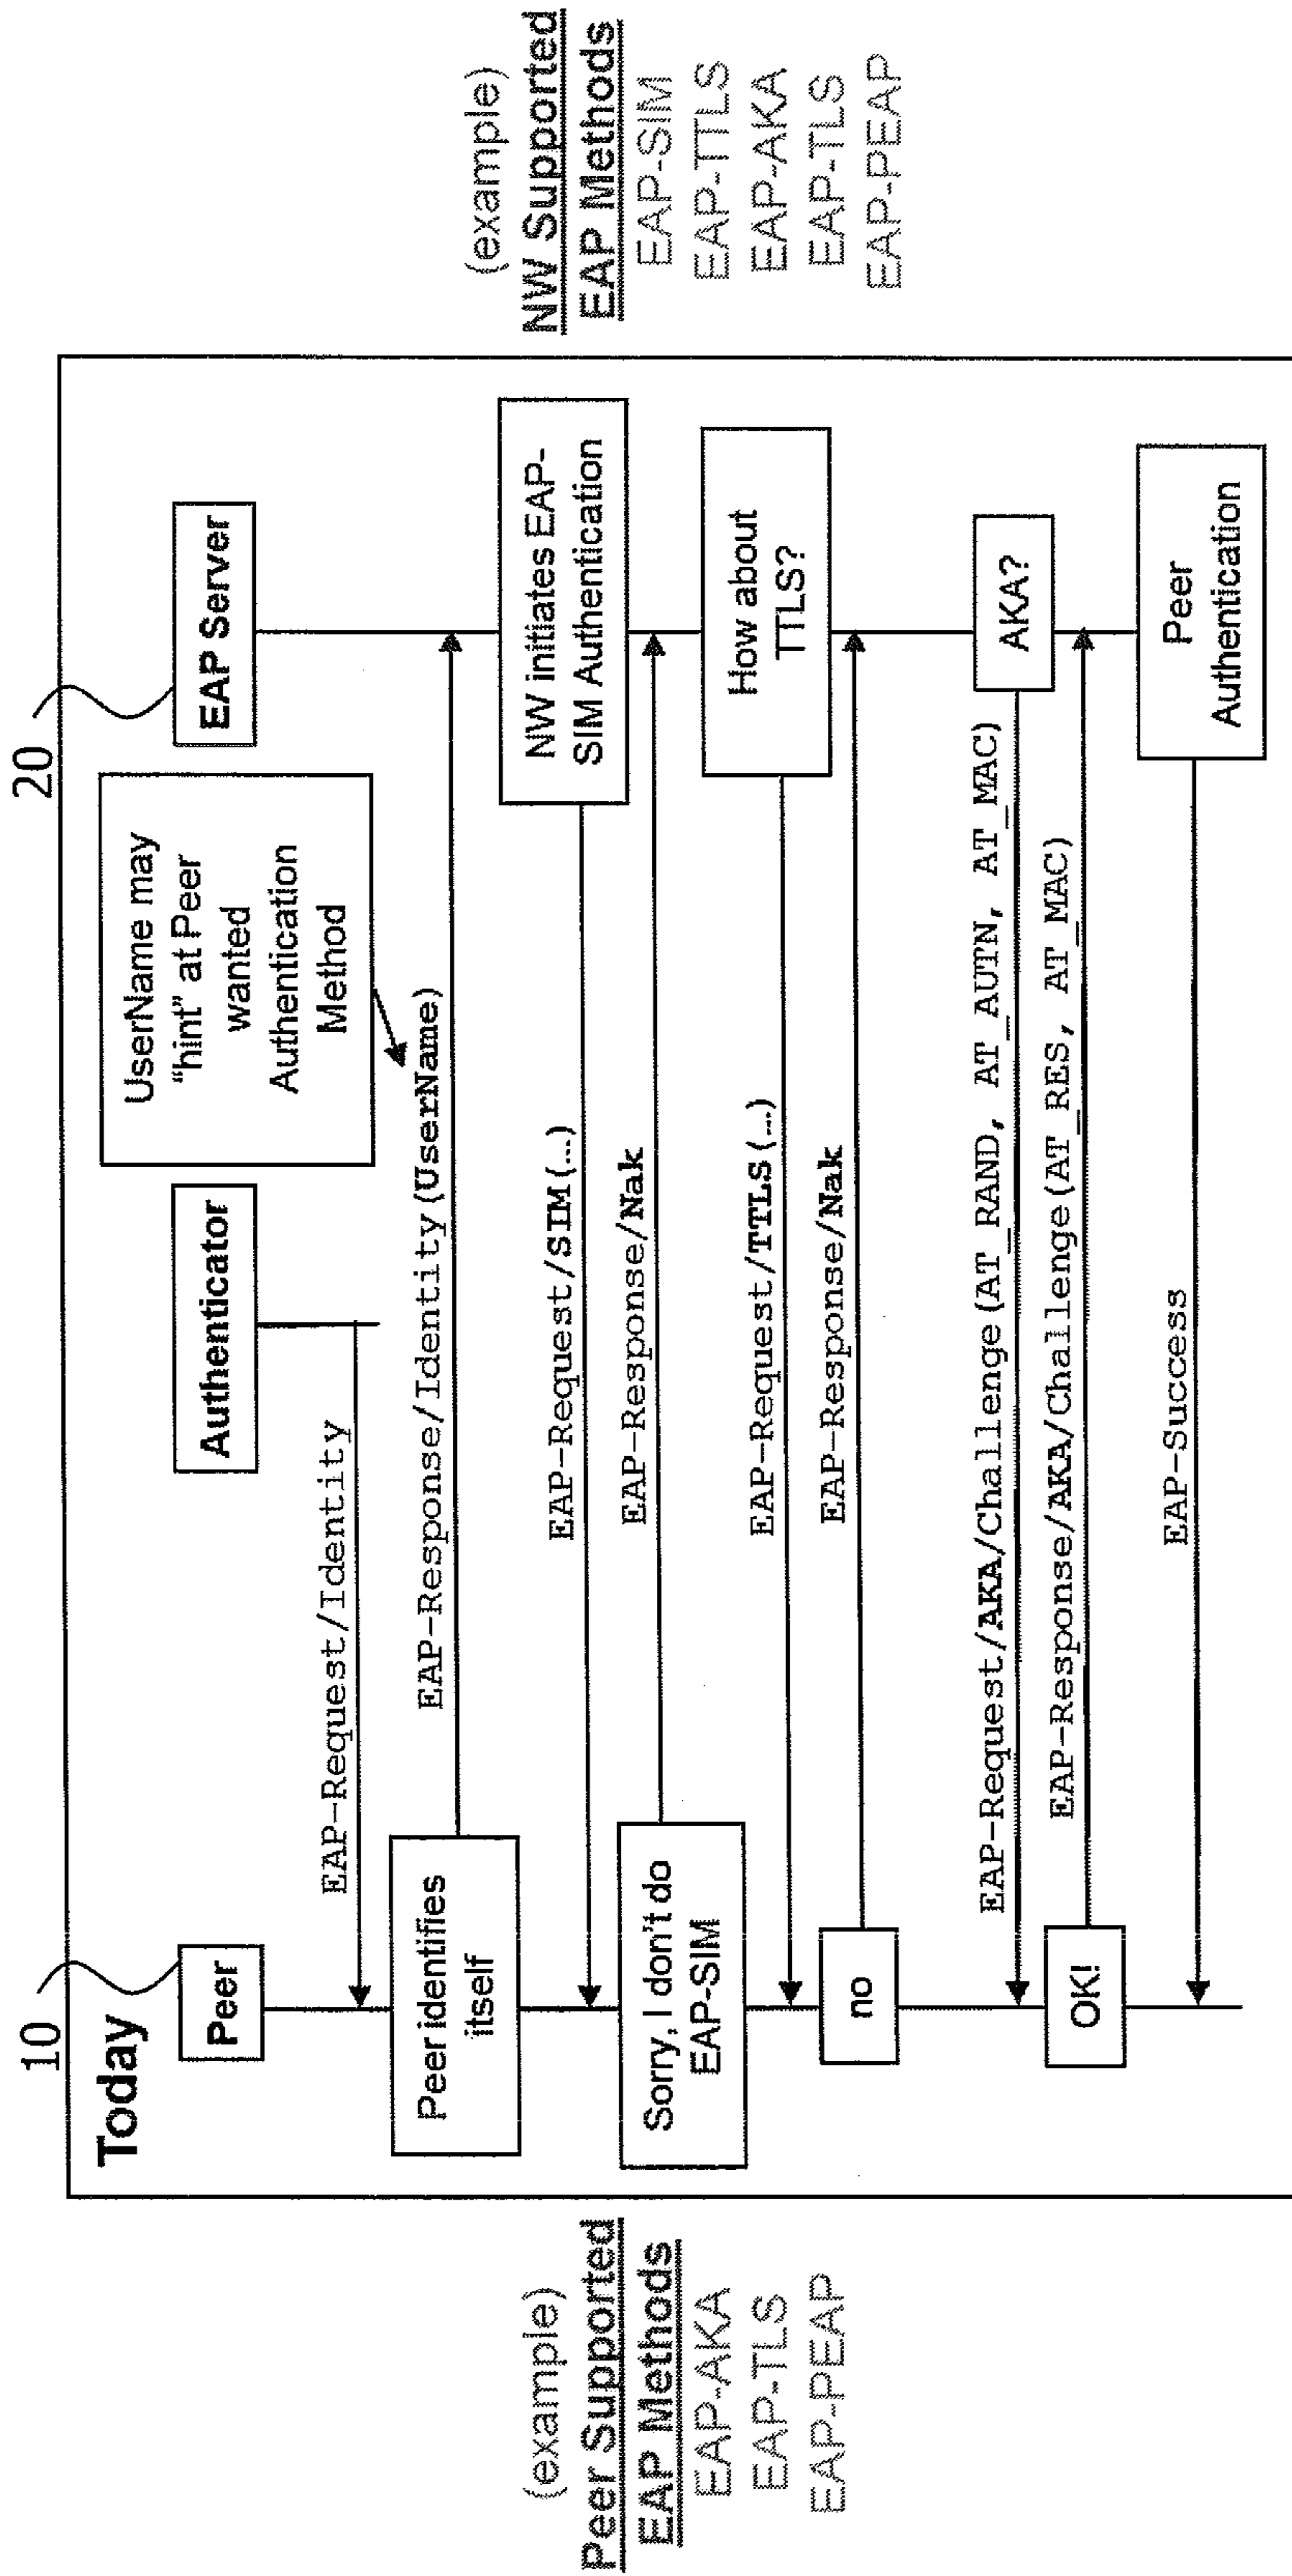 10
20
Today
Peer
Authenticator
UserName may
"hint" at Peer
wanted
Authentication
Method
EAP Server
EAP-Request/Identity
Peer identifies
itself
EAP-Response/Identity(UserName)
NW initiates EAP-
SIM Authentication
EAP-Request/SIM(...)
Sorry, I don't do
EAP-SIM
EAP-Response/Nak
How about
TTLS?
EAP-Request/TTLS(...)
no
EAP-Response/Nak
AKA?
EAP-Request/AKA/Challenge(AT_RAND, AT_AUTN, AT_MAC)
OK!
EAP-Response/AKA/Challenge(AT_RES, AT_MAC)
Peer
Authentication
EAP-Success
(example)
Peer Supported
EAP Methods
EAP-AKA
EAP-TLS
EAP-PEAP
(example)
NW Supported
EAP Methods
EAP-SIM
EAP-TTLS
EAP-AKA
EAP-TLS
EAP-PEAP